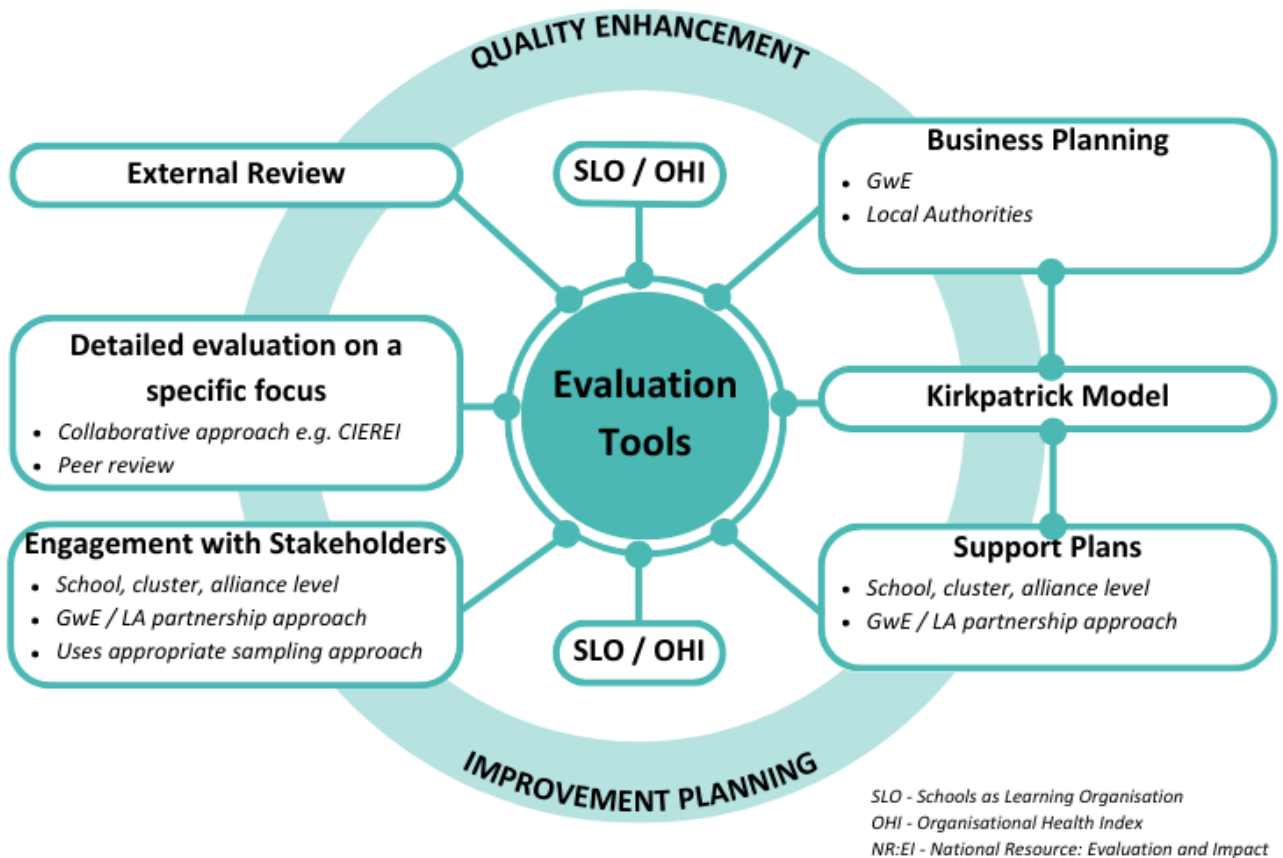 QUALITY ENHANCEMENT
External Review
SLO / OHI
Business Planning
• GwE
• Local Authorities
Detailed evaluation on a
specific focus
• Collaborative approach e.g. CIEREI
• Peer review
Evaluation
Tools
Kirkpatrick Model
Engagement with Stakeholders
• School, cluster, alliance level
• GwE / LA partnership approach
• Uses appropriate sampling approach
SLO / OHI
Support Plans
• School, cluster, alliance level
• GwE / LA partnership approach
IMPROVEMENT PLANNING
SLO - Schools as Learning Organisation
OHI - Organisational Health Index
NR:EI - National Resource: Evaluation and Impact